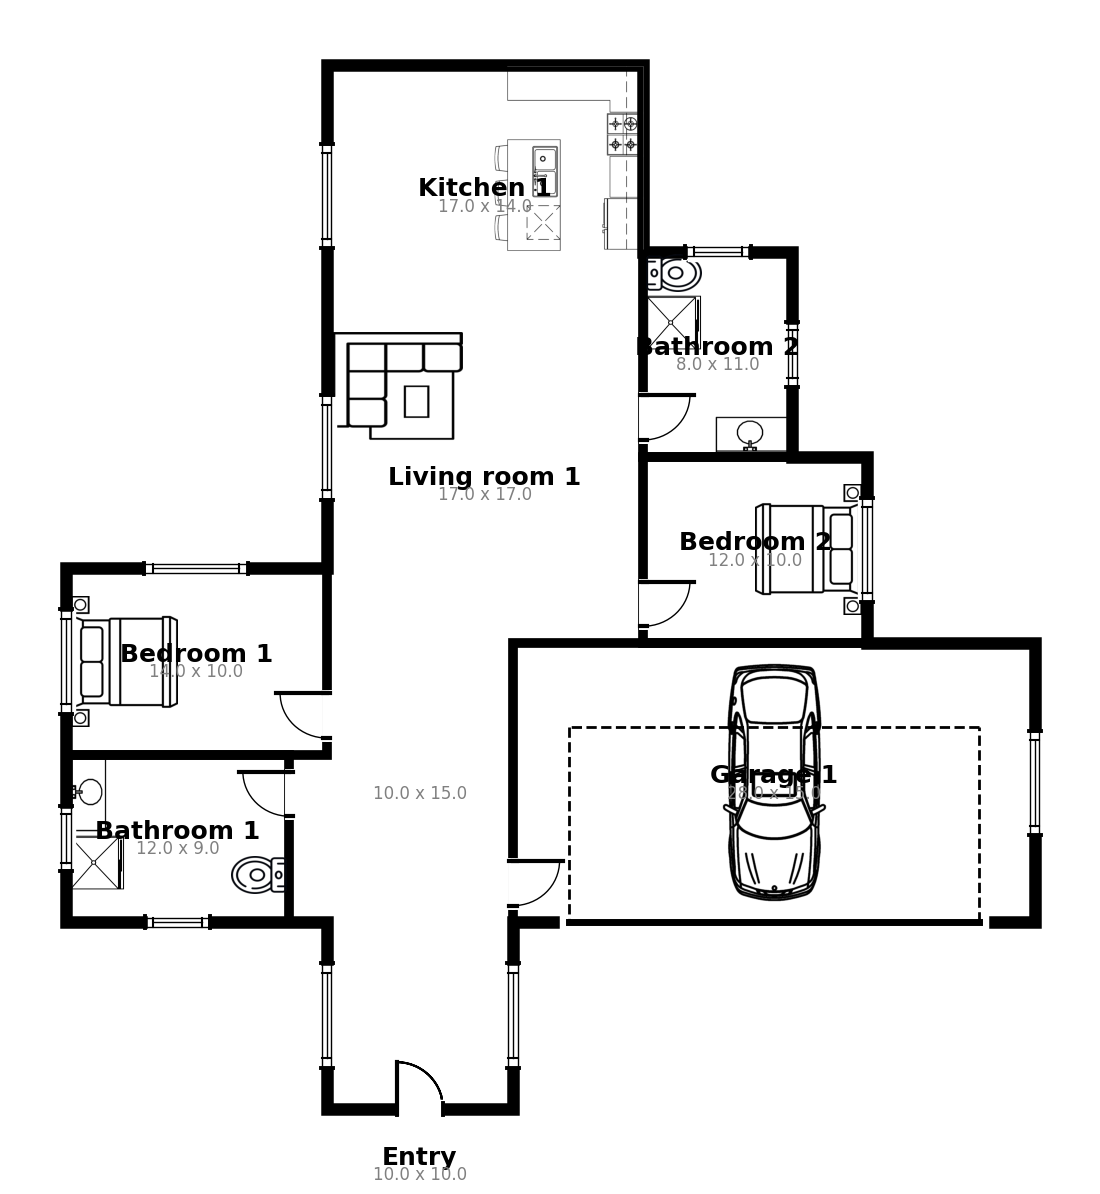 Kitchen 1
17.0 x 14.0
Bathroom 2
8.0 x 11.0
Living room 1
17.0 x 17.0
Bedroom 2
12.0 x 10.0
Bedroom 1
14.0 x 10.0
Garage 1
28.0 x 15.0
10.0 x 15.0
Bathroom 1
12.0 x 9.0
Entry
10.0 x 10.0